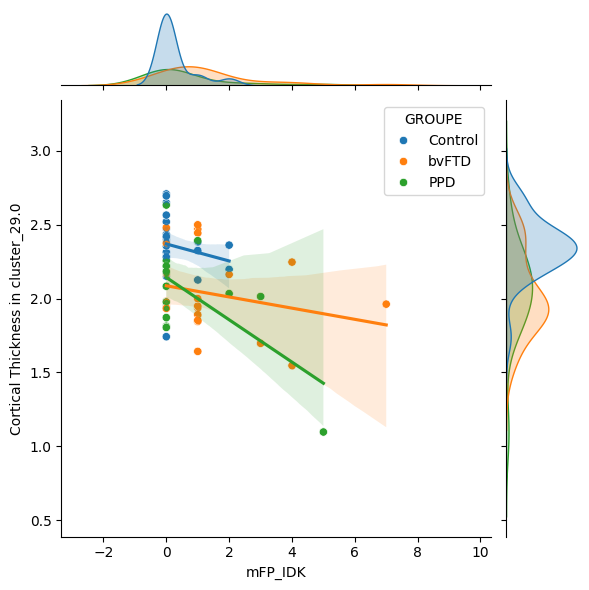 GROUPE
Control
bvFTD
PPD
3.0
2.5
2.0
1.5
1.0
0.5
Cortical Thickness in cluster_29.0
−2 0 2 4 6 8 10
mFP_IDK